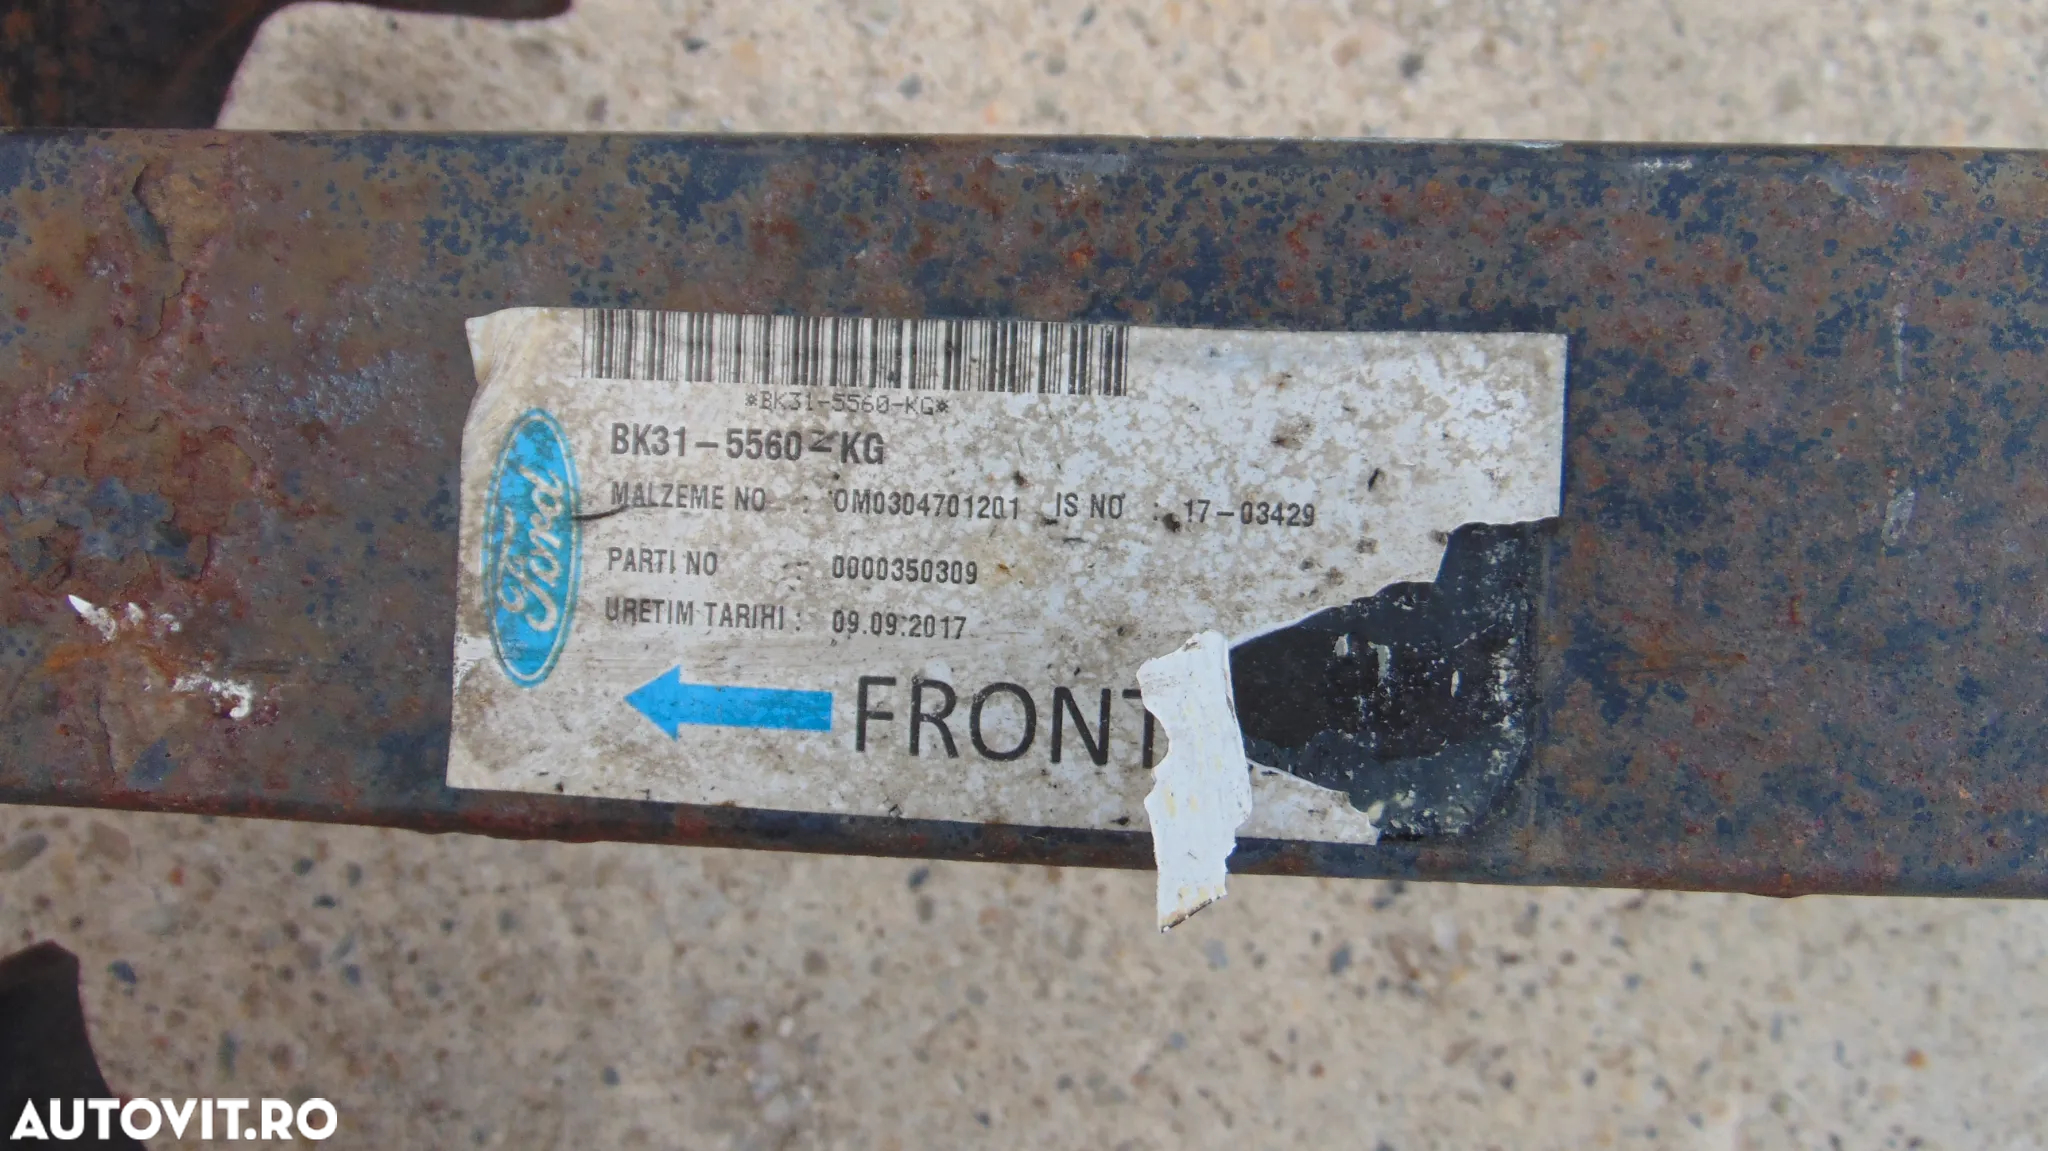 *BK31-5560-KG*
BK31-5560-KG
MALZEME NO : OM0304701201 IS NO : 17-03429
PARTI NO : 0000350309
URETIM TARIHI : 09.09.2017
Ford
FRONT
AUTOVIT.RO